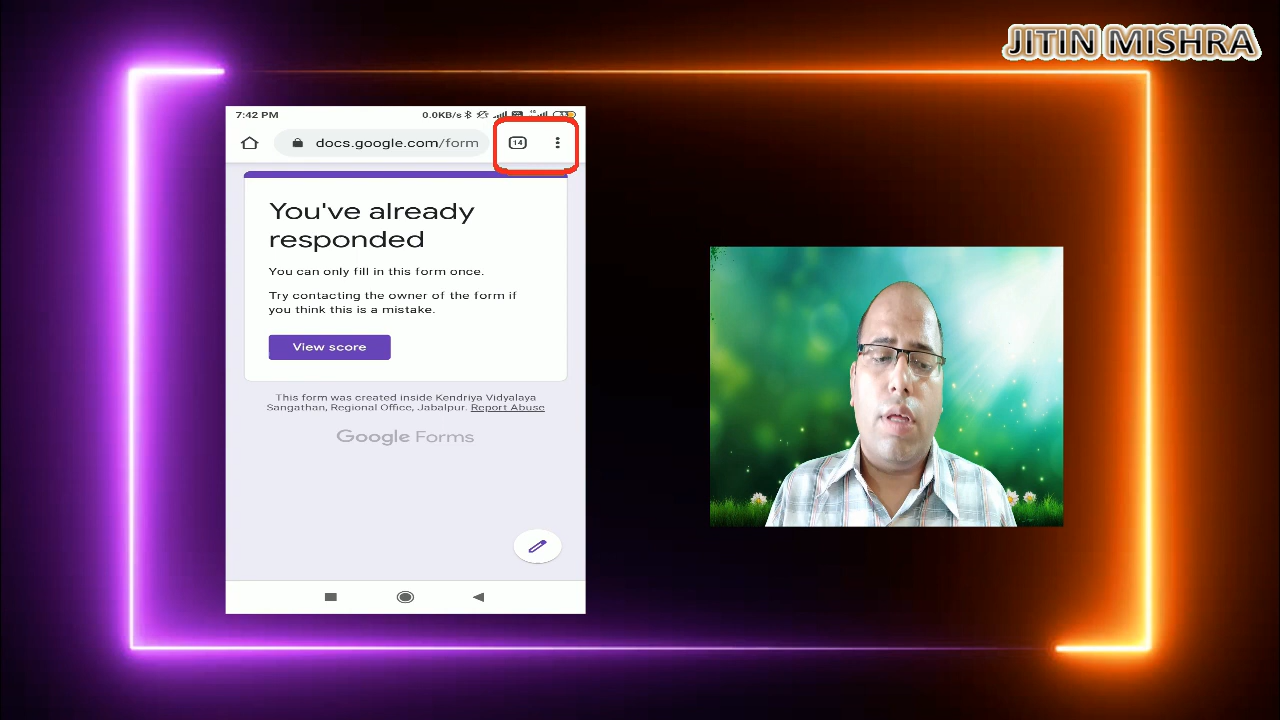 JITIN MISHRA
7:42 PM
0.0KB/s
docs.google.com/form
14
You've already
responded
You can only fill in this form once.
Try contacting the owner of the form if
you think this is a mistake.
View score
This form was created inside Kendriya Vidyalaya
Sangathan, Regional Office, Jabalpur. Report Abuse
Google Forms